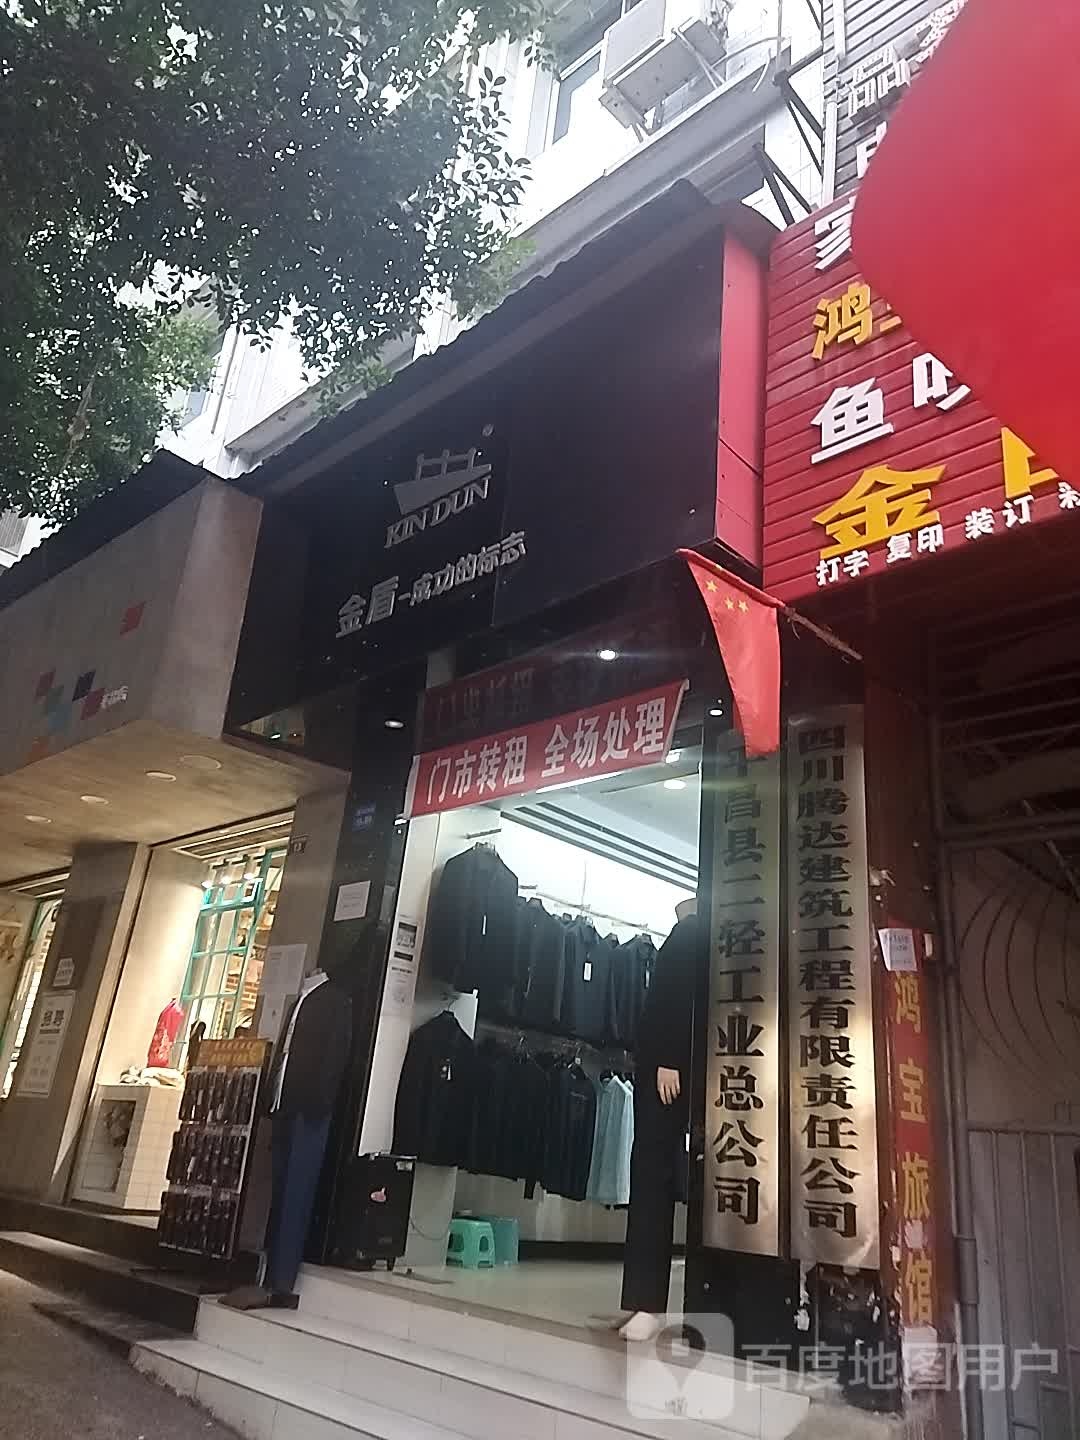 KIN DUN
®
金盾-成功的标志
门市转租 全场处理
平昌县二轻工业总公司
四川腾达建筑工程有限责任公司
鸿
鱼
金
打字 复印 装订
鸿宝旅馆
招聘
百度地图用户